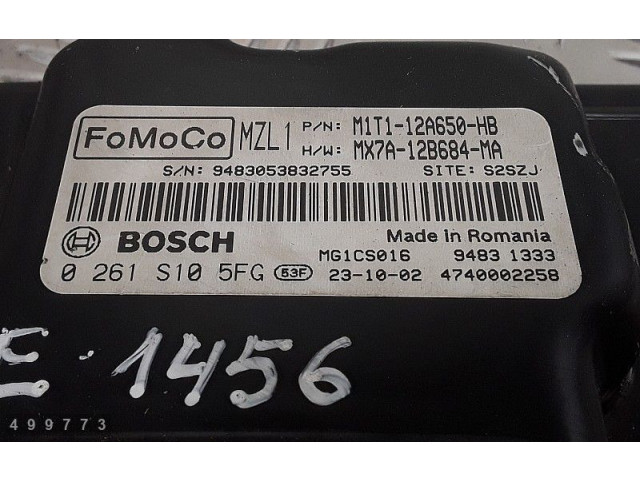 FoMoCo MZL1 P/N: M1T1-12A650-HB
H/W: MX7A-12B684-MA
S/N: 9483053832755 SITE: S2SZJ
BOSCH Made in Romania
MG1CS016 9483 1333
0 261 S10 5FG 53F 23-10-02 4740002258
E-1456
499773